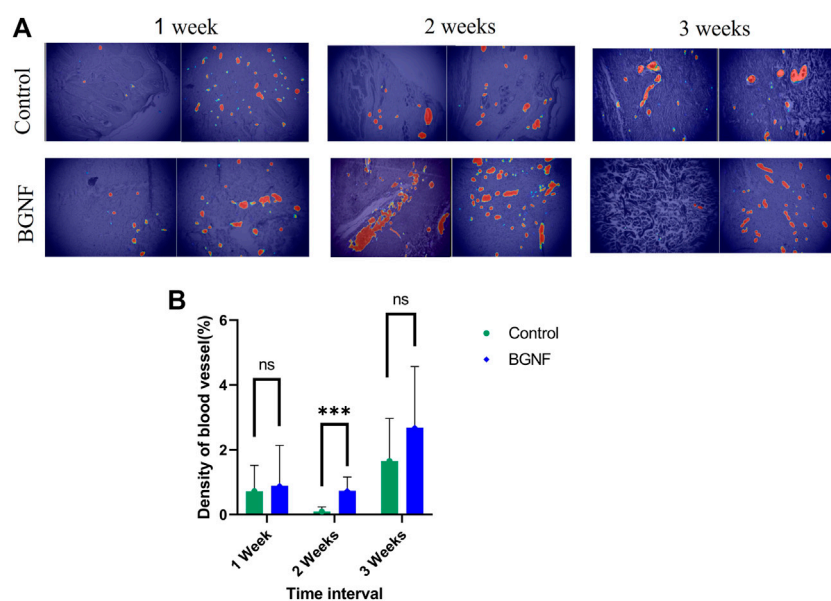 A
1 week
2 weeks
3 weeks
Control
BGNF
B
Density of blood vessel(%)
6
4
2
0
ns
***
ns
Control
BGNF
1 Week
2 Weeks
3 Weeks
Time interval